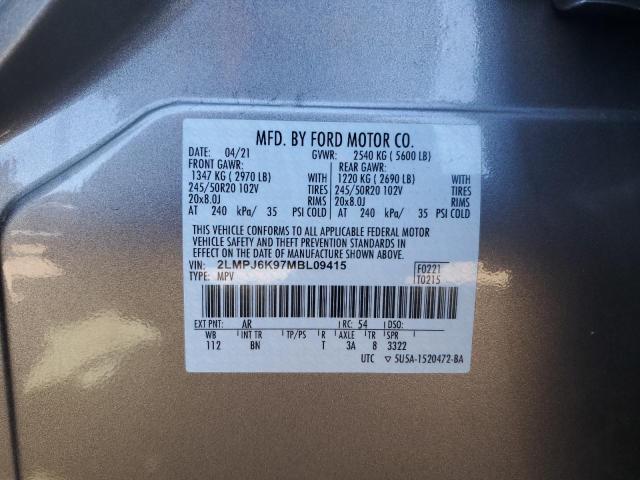 MFD. BY FORD MOTOR CO.
DATE: 04/21 GVWR: 2540 KG ( 5600 LB)
FRONT GAWR: REAR GAWR:
1347 KG ( 2970 LB) WITH 1220 KG ( 2690 LB) WITH
245/50R20 102V TIRES 245/50R20 102V TIRES
20x8.0J RIMS 20x8.0J RIMS
AT 240 kPa/ 35 PSI COLD AT 240 kPa/ 35 PSI COLD
THIS VEHICLE CONFORMS TO ALL APPLICABLE FEDERAL MOTOR
VEHICLE SAFETY AND THEFT PREVENTION STANDARDS IN
EFFECT ON THE DATE OF MANUFACTURE SHOWN ABOVE.
VIN: 2LMPJ6K97MBL09415 F0221
TYPE: MPV T0215
EXT PNT: AR RC: 54 DSO:
WB INT TR TP/PS R AXLE TR SPR
112 BN T 3A 8 3322
UTC ▽ 5U5A-1520472-BA